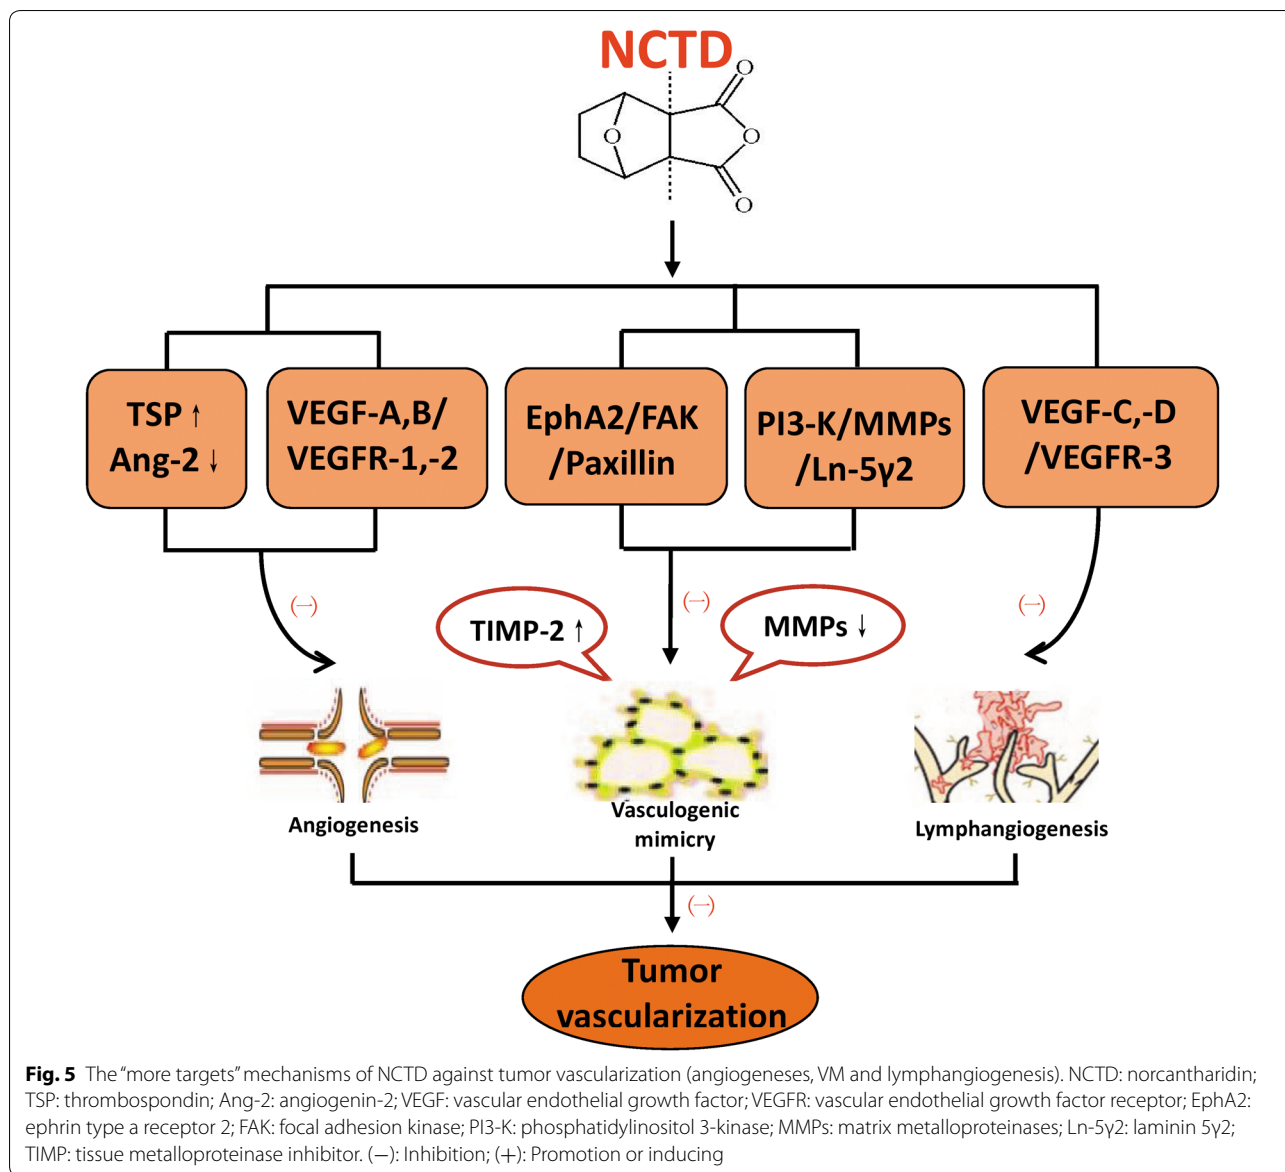 NCTD
O
O
O
O
TSP ↑
Ang-2 ↓
VEGF-A,B/
VEGFR-1,-2
EphA2/FAK
/Paxillin
PI3-K/MMPs
/Ln-5γ2
VEGF-C,-D
/VEGFR-3
(−)
(−)
(−)
TIMP-2 ↑
MMPs ↓
Angiogenesis
Vasculogenic
mimicry
Lymphangiogenesis
(−)
Tumor
vascularization
Fig. 5 The “more targets” mechanisms of NCTD against tumor vascularization (angiogeneses, VM and lymphangiogenesis). NCTD: norcantharidin;
TSP: thrombospondin; Ang-2: angiogenin-2; VEGF: vascular endothelial growth factor; VEGFR: vascular endothelial growth factor receptor; EphA2:
ephrin type a receptor 2; FAK: focal adhesion kinase; PI3-K: phosphatidylinositol 3-kinase; MMPs: matrix metalloproteinases; Ln-5γ2: laminin 5γ2;
TIMP: tissue metalloproteinase inhibitor. (−): Inhibition; (+): Promotion or inducing